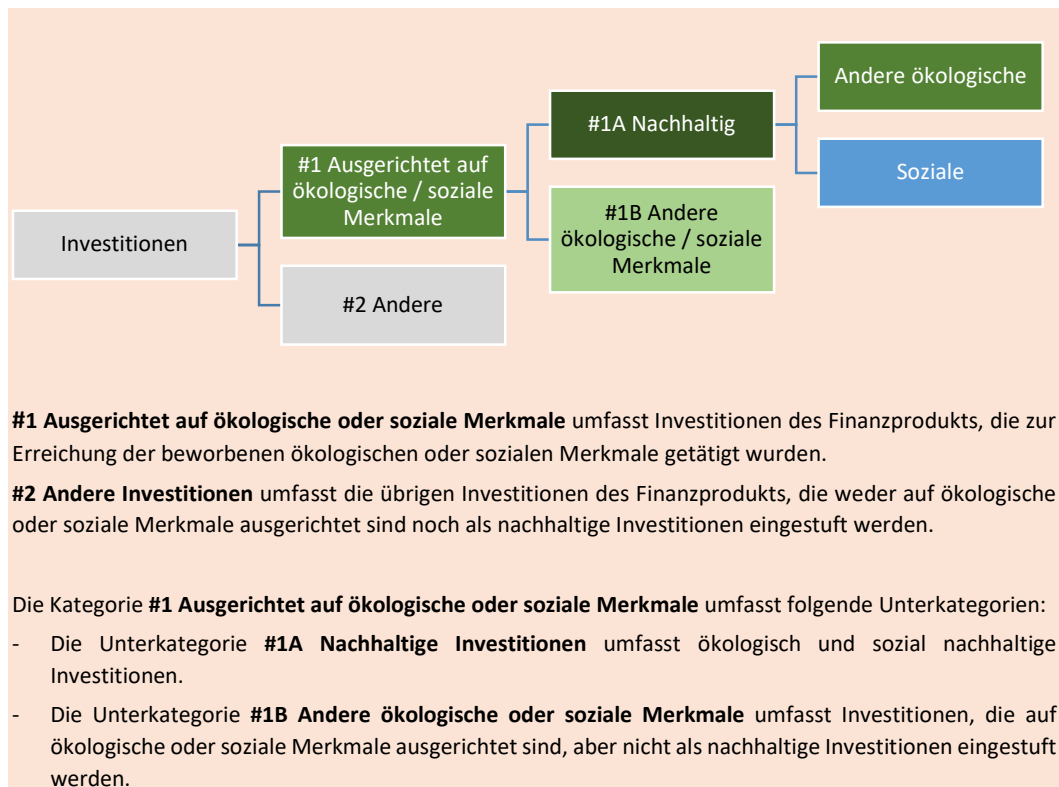 Andere ökologische
#1A Nachhaltig
#1 Ausgerichtet auf
ökologische / soziale
Merkmale
Soziale
#1B Andere
ökologische / soziale
Merkmale
Investitionen
#2 Andere
#1 Ausgerichtet auf ökologische oder soziale Merkmale umfasst Investitionen des Finanzprodukts, die zur
Erreichung der beworbenen ökologischen oder sozialen Merkmale getätigt wurden.
#2 Andere Investitionen umfasst die übrigen Investitionen des Finanzprodukts, die weder auf ökologische
oder soziale Merkmale ausgerichtet sind noch als nachhaltige Investitionen eingestuft werden.
Die Kategorie #1 Ausgerichtet auf ökologische oder soziale Merkmale umfasst folgende Unterkategorien:
- Die Unterkategorie #1A Nachhaltige Investitionen umfasst ökologisch und sozial nachhaltige
Investitionen.
- Die Unterkategorie #1B Andere ökologische oder soziale Merkmale umfasst Investitionen, die auf
ökologische oder soziale Merkmale ausgerichtet sind, aber nicht als nachhaltige Investitionen eingestuft
werden.